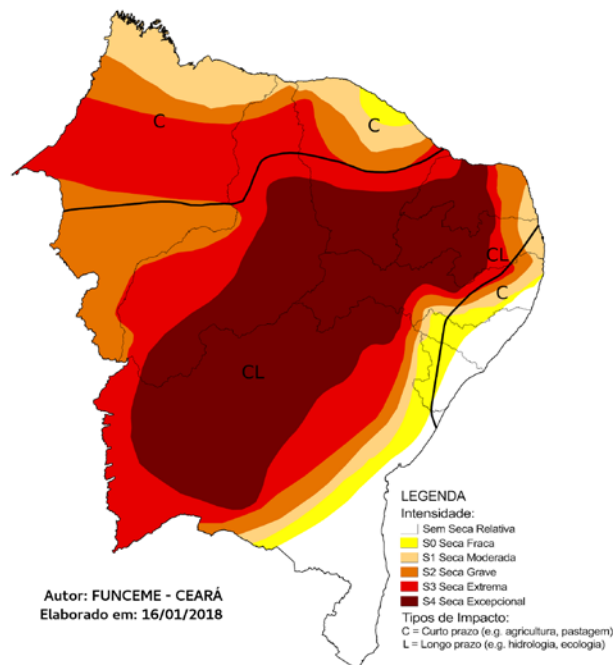 C
C
CL
C
CL
LEGENDA
Intensidade:
Sem Seca Relativa
S0 Seca Fraca
S1 Seca Moderada
S2 Seca Grave
S3 Seca Extrema
S4 Seca Excepcional
Tipos de Impacto:
C = Curto prazo (e.g. agricultura, pastagem)
L = Longo prazo (e.g. hidrologia, ecologia)
Autor: FUNCEME - CEARÁ
Elaborado em: 16/01/2018